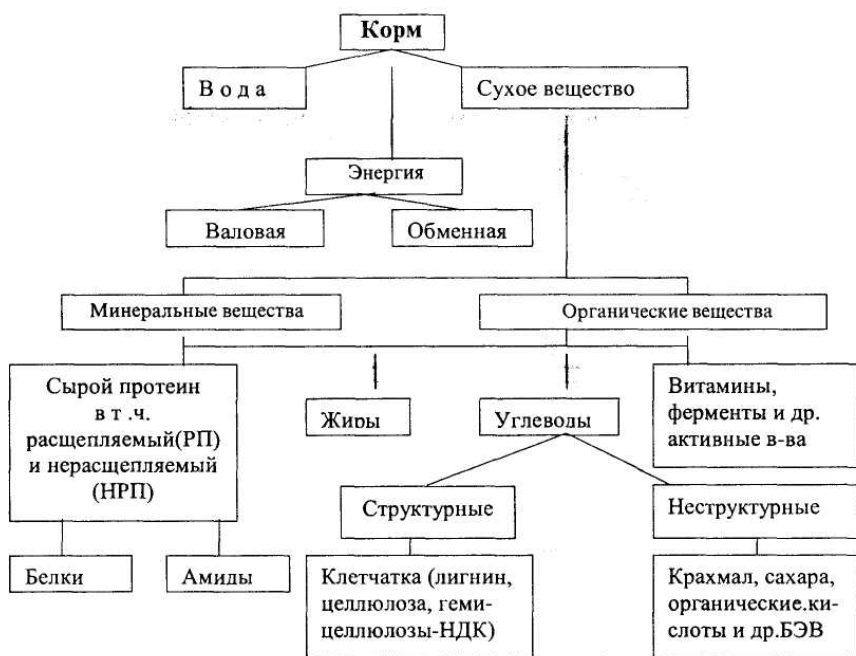 Корм
В о д а
Сухое вещество
Энергия
Валовая
Обменная
Минеральные вещества
Органические вещества
Сырой протеин
в т .ч.
расщепляемый(РП)
и нерасщепляемый
(НРП)
Жиры
Углеводы
Витамины,
ферменты и др.
активные в-ва
Структурные
Неструктурные
Белки
Амиды
Клетчатка (лигнин,
целлюлоза, геми-
целлюлозы-НДК)
Крахмал, сахара,
органические.ки-
слоты и др.БЭВ